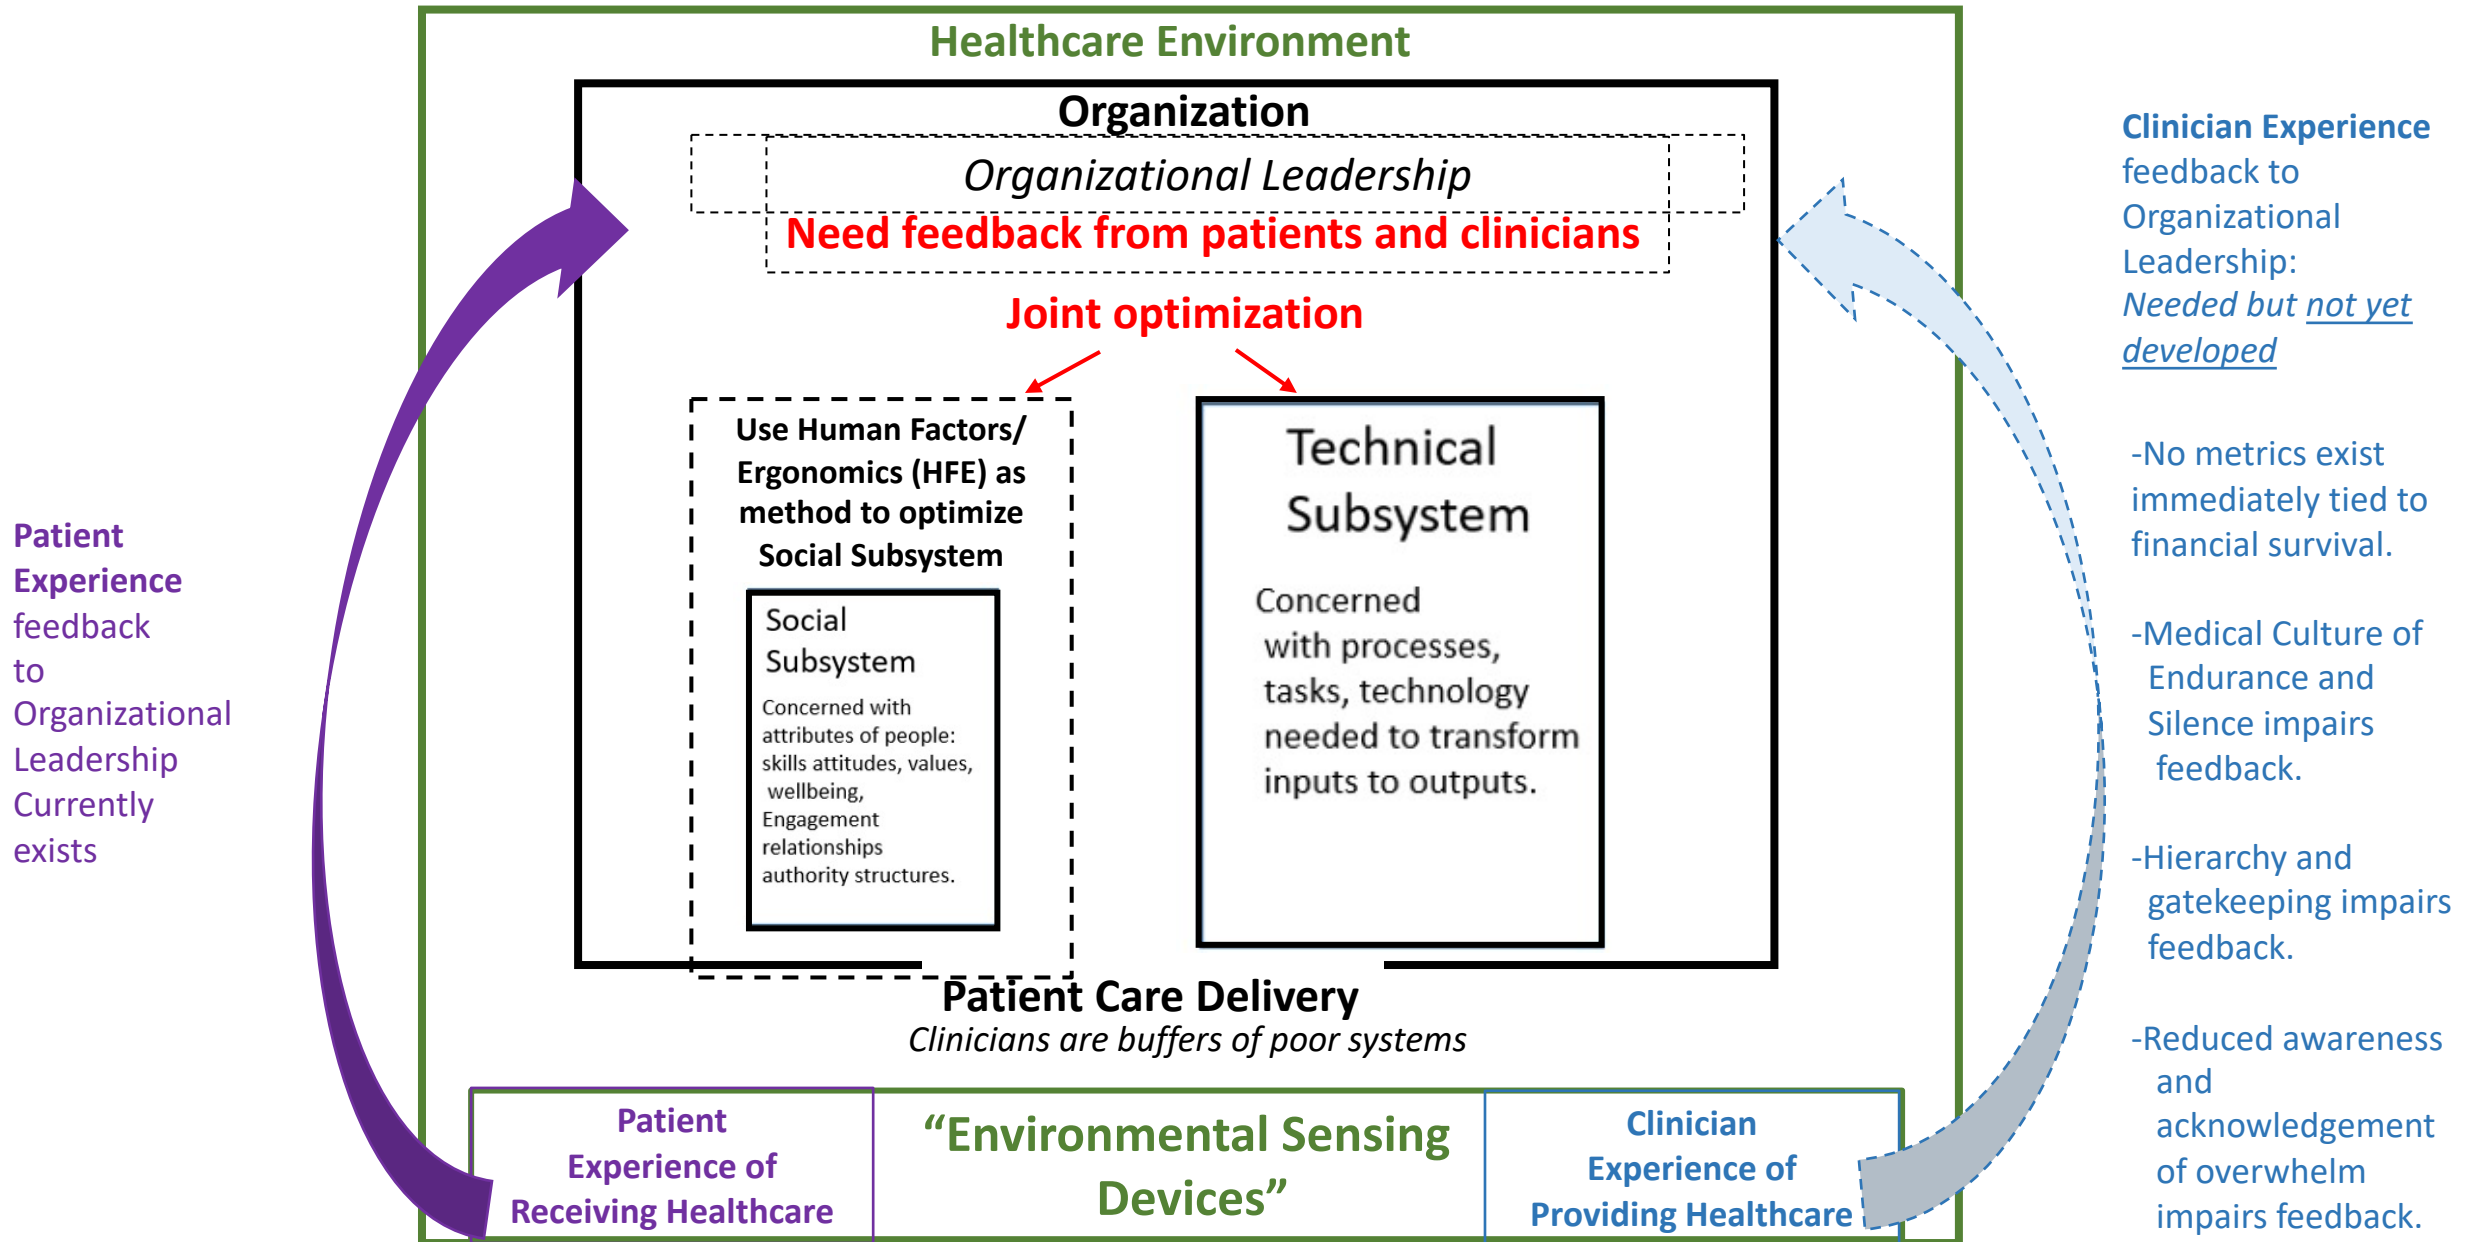 Healthcare Environment
Organization
Organizational Leadership
Need feedback from patients and clinicians
Joint optimization
Use Human Factors/
Ergonomics (HFE) as
method to optimize
Social Subsystem
Social
Subsystem
Concerned with
attributes of people:
skills attitudes, values,
wellbeing,
Engagement
relationships
authority structures.
Technical
Subsystem
Concerned
with processes,
tasks, technology
needed to transform
inputs to outputs.
Patient Care Delivery
Clinicians are buffers of poor systems
Patient
Experience of
Receiving Healthcare
“Environmental Sensing
Devices”
Clinician
Experience of
Providing Healthcare
Patient
Experience
feedback
to
Organizational
Leadership
Currently
exists
Clinician Experience
feedback to
Organizational
Leadership:
Needed but not yet
developed
-No metrics exist
immediately tied to
financial survival.
-Medical Culture of
Endurance and
Silence impairs
feedback.
-Hierarchy and
gatekeeping impairs
feedback.
-Reduced awareness
and
acknowledgement
of overwhelm
impairs feedback.